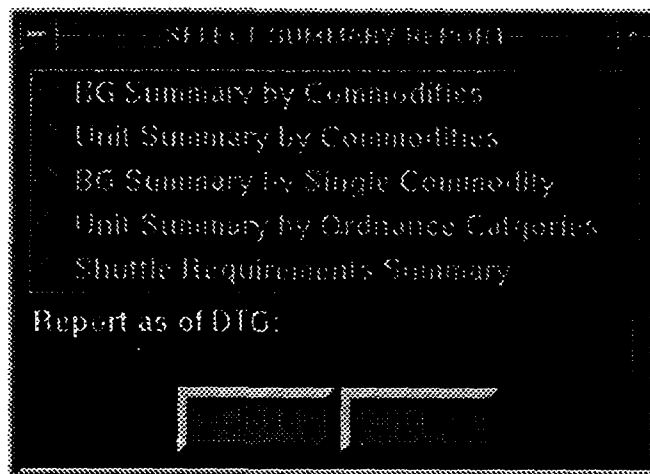 SELECT SUMMARY REPORT
BG Summary by Commodities
Unit Summary by Commodities
BG Summary by Single Commodity
Unit Summary by Ordnance Catgories
Shuttle Requirements Summary
Report as of DTG: